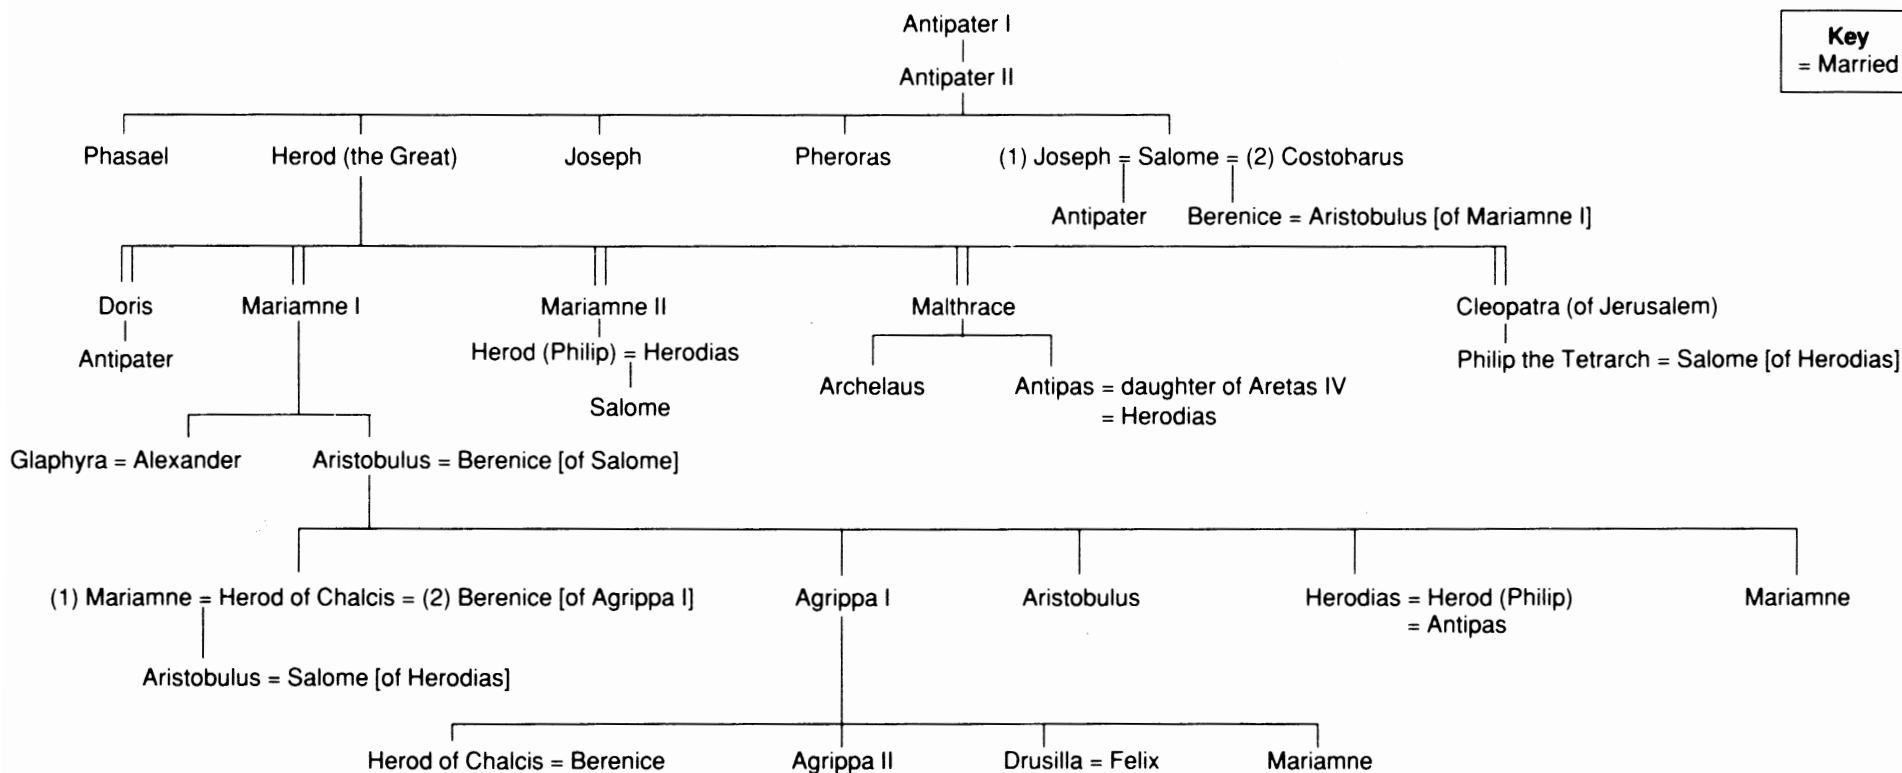 Antipater I
Key
= Married
Antipater II
Phasael
Herod (the Great)
Joseph
Pheroras
(1) Joseph = Salome = (2) Costobarus
Antipater
Berenice = Aristobulus [of Mariamne I]
Doris
Mariamne I
Mariamne II
Malthrace
Cleopatra (of Jerusalem)
Antipater
Herod (Philip) = Herodias
Philip the Tetrarch = Salome [of Herodias]
Salome
Archelaus
Antipas = daughter of Aretas IV
= Herodias
Glaphyra = Alexander
Aristobulus = Berenice [of Salome]
(1) Mariamne = Herod of Chalcis = (2) Berenice [of Agrippa I]
Agrippa I
Aristobulus
Herodias = Herod (Philip)
= Antipas
Mariamne
Aristobulus = Salome [of Herodias]
Herod of Chalcis = Berenice
Agrippa II
Drusilla = Felix
Mariamne